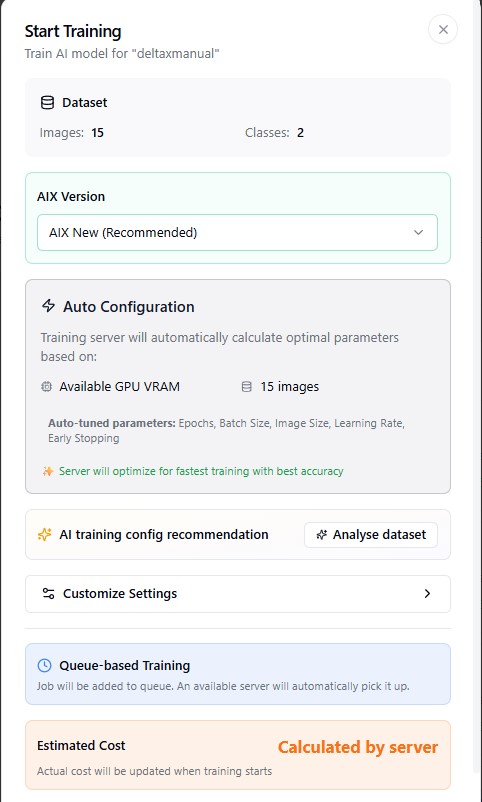 Start Training
Train AI model for "deltaxmanual"
Dataset
Images: 15
Classes: 2
AIX Version
AIX New (Recommended)
Auto Configuration
Training server will automatically calculate optimal parameters
based on:
Available GPU VRAM
15 images
Auto-tuned parameters: Epochs, Batch Size, Image Size, Learning Rate,
Early Stopping
Server will optimize for fastest training with best accuracy
AI training config recommendation
Analyse dataset
Customize Settings
Queue-based Training
Job will be added to queue. An available server will automatically pick it up.
Estimated Cost
Calculated by server
Actual cost will be updated when training starts